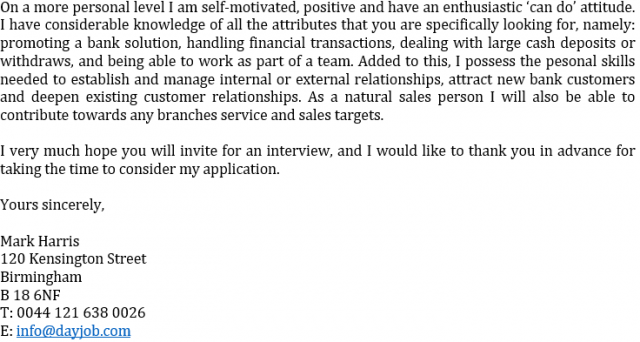 On a more personal level I am self-motivated, positive and have an enthusiastic ‘can do’ attitude.
I have considerable knowledge of all the attributes that you are specifically looking for, namely:
promoting a bank solution, handling financial transactions, dealing with large cash deposits or
withdraws, and being able to work as part of a team. Added to this, I possess the pesonal skills
needed to establish and manage internal or external relationships, attract new bank customers
and deepen existing customer relationships. As a natural sales person I will also be able to
contribute towards any branches service and sales targets.
I very much hope you will invite for an interview, and I would like to thank you in advance for
taking the time to consider my application.
Yours sincerely,
Mark Harris
120 Kensington Street
Birmingham
B 18 6NF
T: 0044 121 638 0026
E: info@dayjob.com